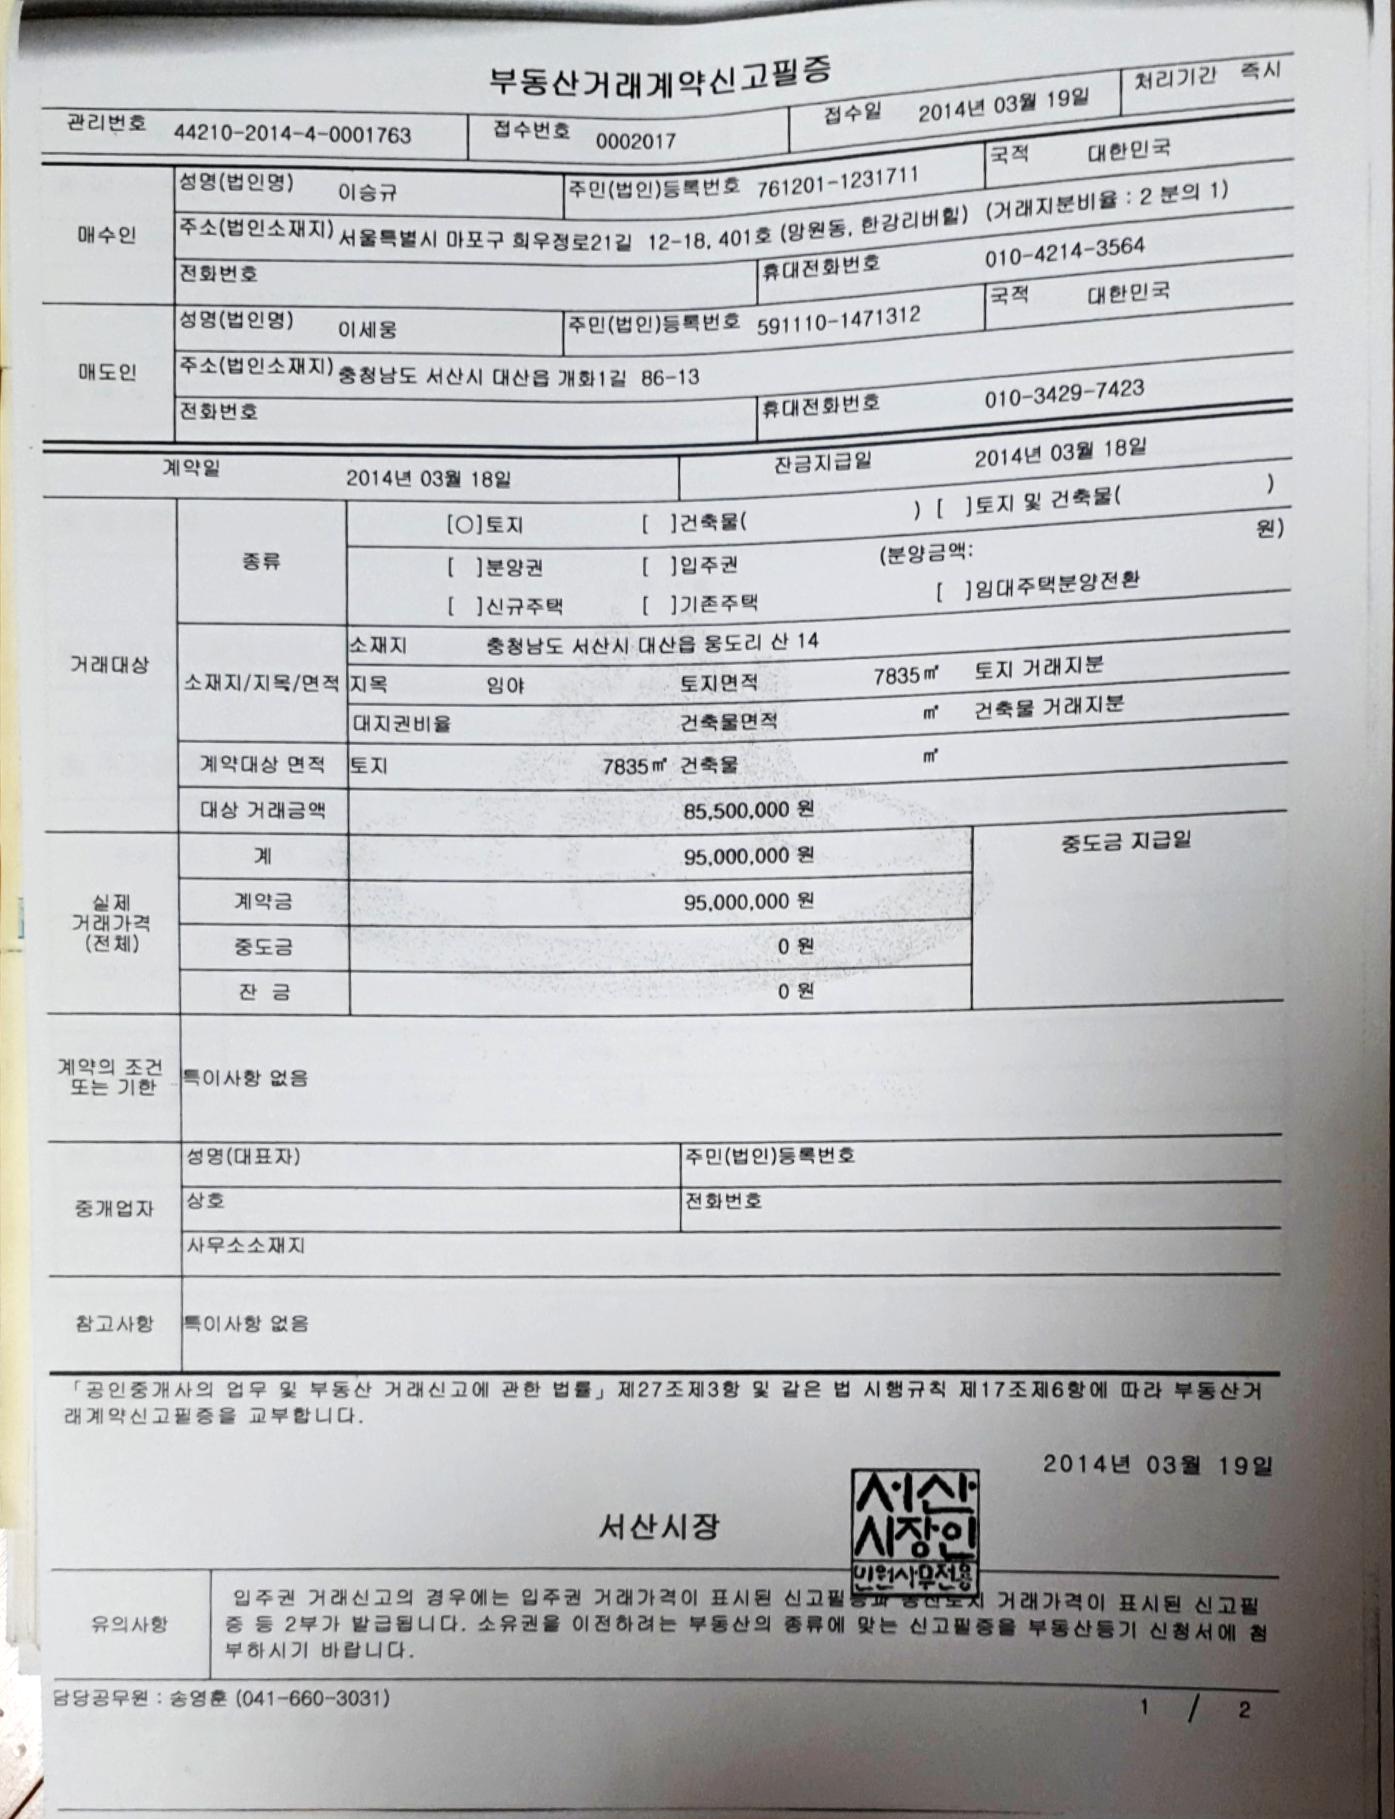 부동산거래계약신고필증
관리번호 44210-2014-4-0001763 접수번호 0002017 접수일 2014년 03월 19일 처리기간 즉시
매수인
성명(법인명) 이승규 주민(법인)등록번호 761201-1231711 국적 대한민국
주소(법인소재지) 서울특별시 마포구 희우정로21길 12-18, 401호 (망원동, 한강리버힐) (거래지분비율 : 2 분의 1)
전화번호 휴대전화번호 010-4214-3564
매도인
성명(법인명) 이세웅 주민(법인)등록번호 591110-1471312 국적 대한민국
주소(법인소재지) 충청남도 서산시 대산읍 개화1길 86-13
전화번호 휴대전화번호 010-3429-7423
계약일 2014년 03월 18일 잔금지급일 2014년 03월 18일
거래대상
종류
[○]토지 [ ]건축물( ) [ ]토지 및 건축물( )
[ ]분양권 [ ]입주권 (분양금액: 원)
[ ]신규주택 [ ]기존주택 [ ]임대주택분양전환
소재지/지목/면적
소재지 충청남도 서산시 대산읍 웅도리 산 14
지목 임야 토지면적 7835㎡ 토지 거래지분
대지권비율 건축물면적 ㎡ 건축물 거래지분
계약대상 면적 토지 7835㎡ 건축물 ㎡
대상 거래금액 85,500,000 원
실제
거래가격
(전체)
계 95,000,000 원 중도금 지급일
계약금 95,000,000 원
중도금 0 원
잔 금 0 원
계약의 조건
또는 기한
특이사항 없음
중개업자
성명(대표자) 주민(법인)등록번호
상호 전화번호
사무소소재지
참고사항 특이사항 없음
「공인중개사의 업무 및 부동산 거래신고에 관한 법률」제27조제3항 및 같은 법 시행규칙 제17조제6항에 따라 부동산거
래계약신고필증을 교부합니다.
2014년 03월 19일
서산시장
서산
시장인
민원사무전용
유의사항
입주권 거래신고의 경우에는 입주권 거래가격이 표시된 신고필증과 종전토지 거래가격이 표시된 신고필
증 등 2부가 발급됩니다. 소유권을 이전하려는 부동산의 종류에 맞는 신고필증을 부동산등기 신청서에 첨
부하시기 바랍니다.
담당공무원 : 송영훈 (041-660-3031)
1 / 2